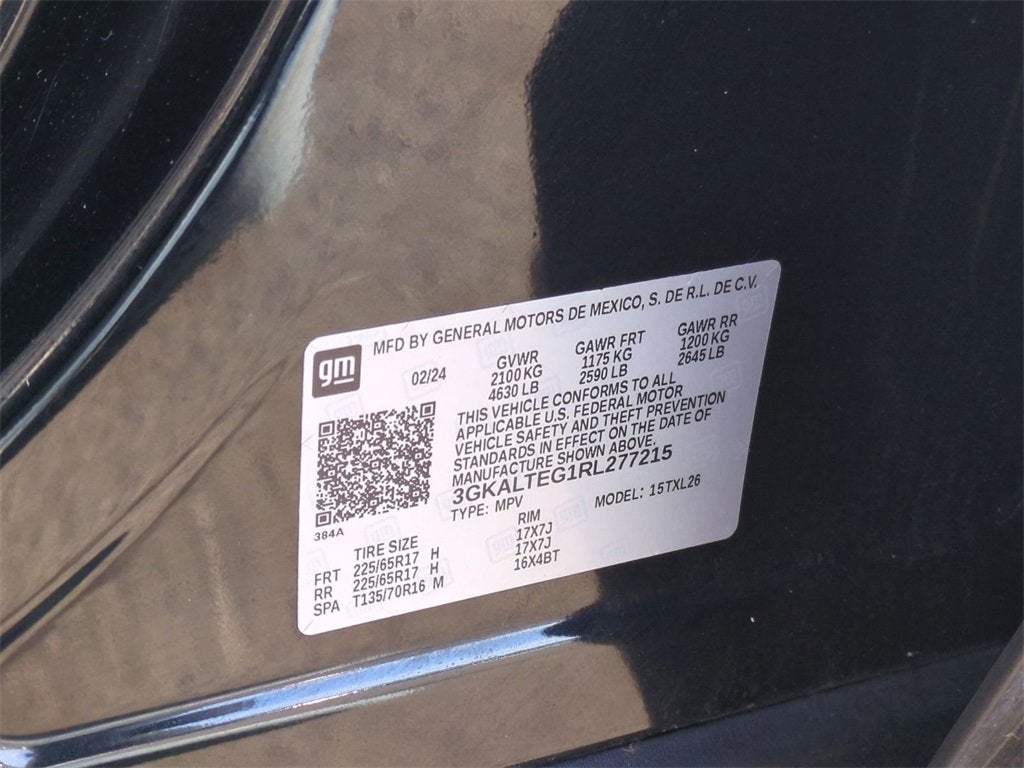 gm
MFD BY GENERAL MOTORS DE MEXICO, S. DE R.L. DE C.V.
02/24
GVWR
2100 KG
4630 LB
GAWR FRT
1175 KG
2590 LB
GAWR RR
1200 KG
2645 LB
THIS VEHICLE CONFORMS TO ALL
APPLICABLE U.S. FEDERAL MOTOR
VEHICLE SAFETY AND THEFT PREVENTION
STANDARDS IN EFFECT ON THE DATE OF
MANUFACTURE SHOWN ABOVE.
3GKALTEG1RL277215
TYPE: MPV MODEL: 15TXL26
384A
TIRE SIZE RIM
FRT 225/65R17 H 17X7J
RR 225/65R17 H 17X7J
SPA T135/70R16 M 16X4BT